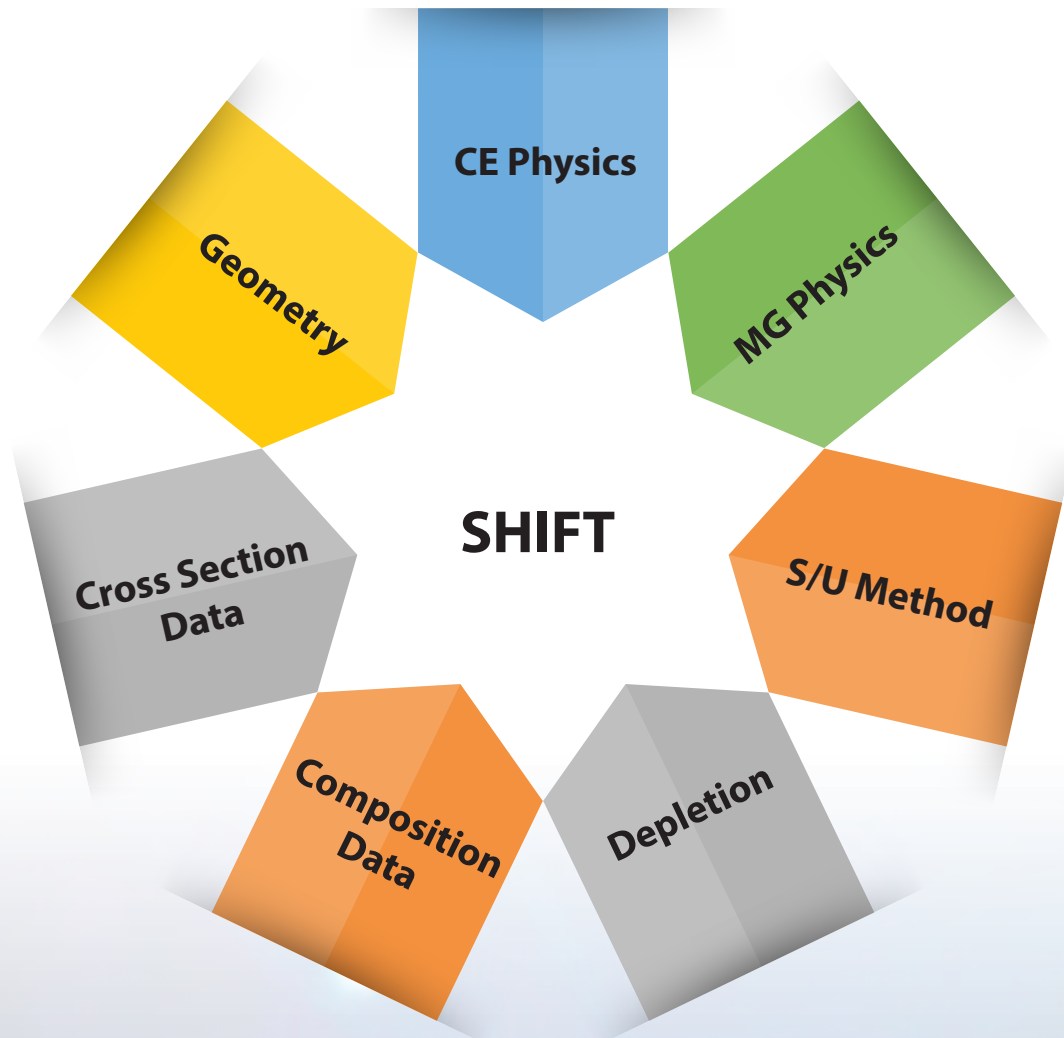 CE Physics
MG Physics
S/U Method
Depletion
Composition
Data
Cross Section
Data
Geometry
SHIFT